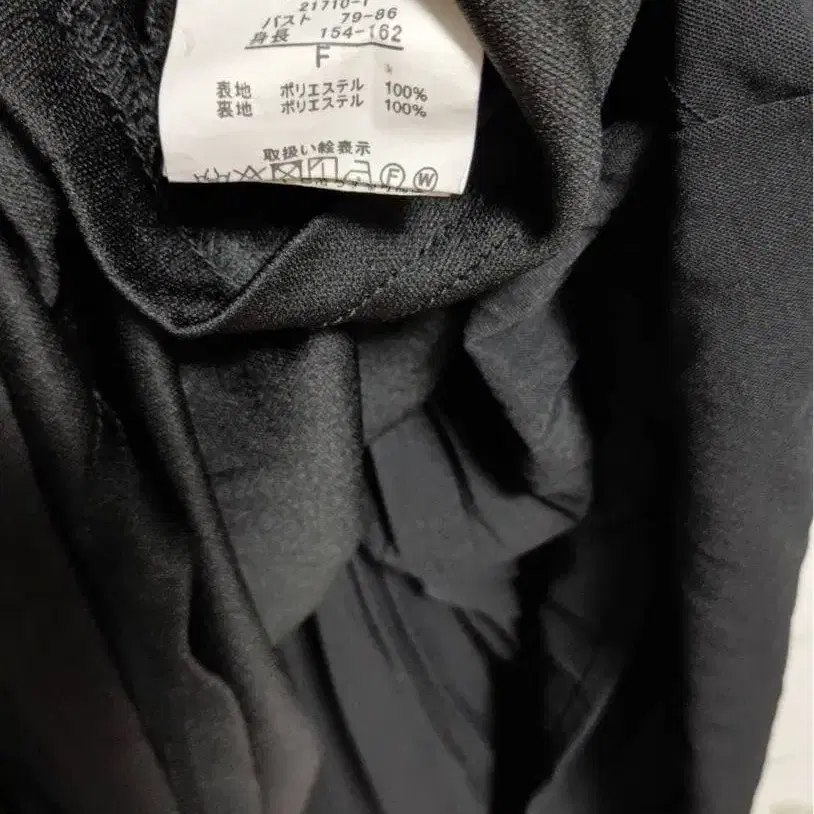 21710-1
バスト 79-86
身長 154-162
F
表地 ポリエステル 100%
裏地 ポリエステル 100%
取扱い絵表示
F W